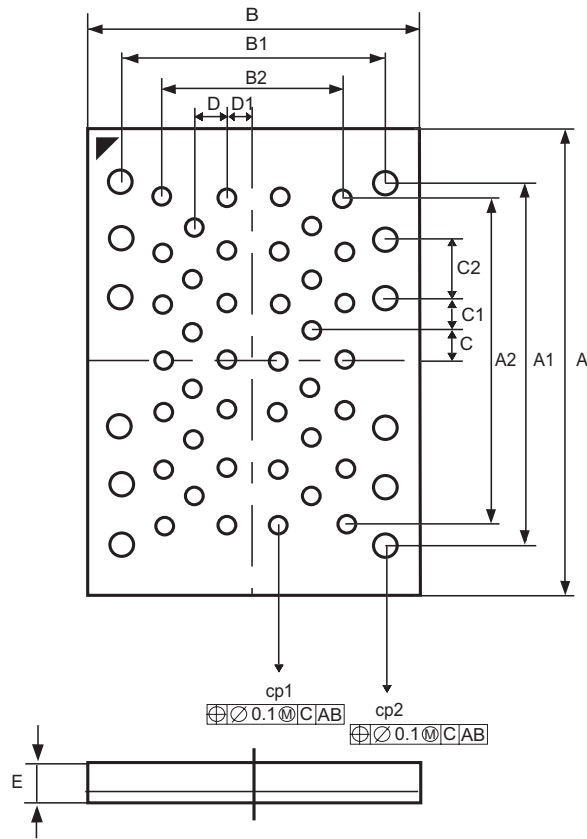 B
B1
B2
D D1
C2
C1
C
A2 A1 A
cp1
⌖ ∅ 0.1 Ⓜ C AB
cp2
⌖ ∅ 0.1 Ⓜ C AB
E